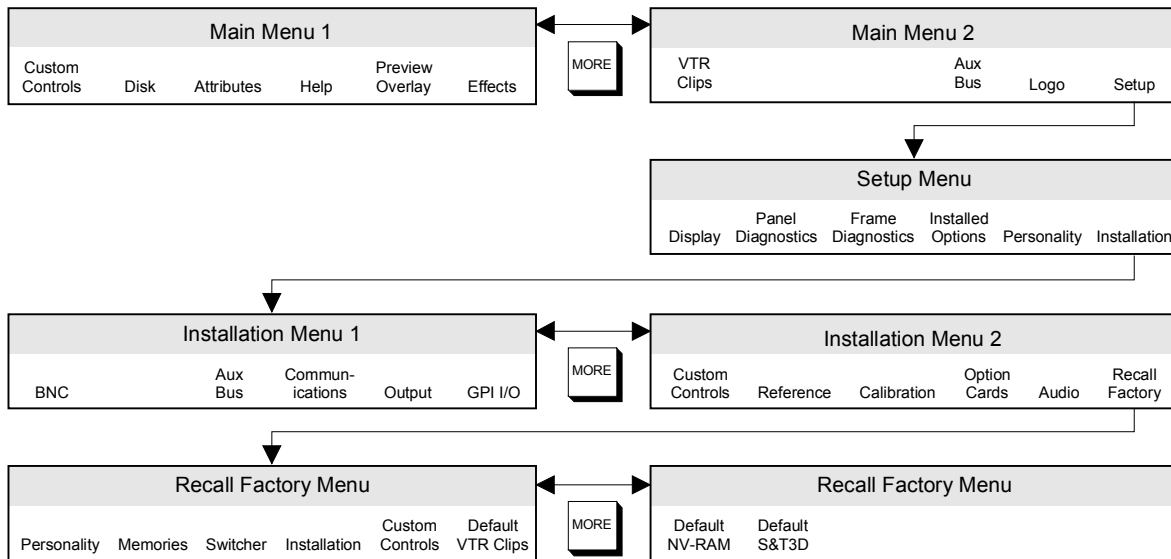 Main Menu 1
Custom
Controls
Disk
Attributes
Help
Preview
Overlay
Effects
MORE
Main Menu 2
VTR
Clips
Aux
Bus
Logo
Setup
Setup Menu
Display
Panel
Diagnostics
Frame
Diagnostics
Installed
Options
Personality
Installation
Installation Menu 1
BNC
Aux
Bus
Commun-
ications
Output
GPI I/O
MORE
Installation Menu 2
Custom
Controls
Reference
Calibration
Option
Cards
Audio
Recall
Factory
Recall Factory Menu
Personality
Memories
Switcher
Installation
Custom
Controls
Default
VTR Clips
MORE
Recall Factory Menu
Default
NV-RAM
Default
S&T3D